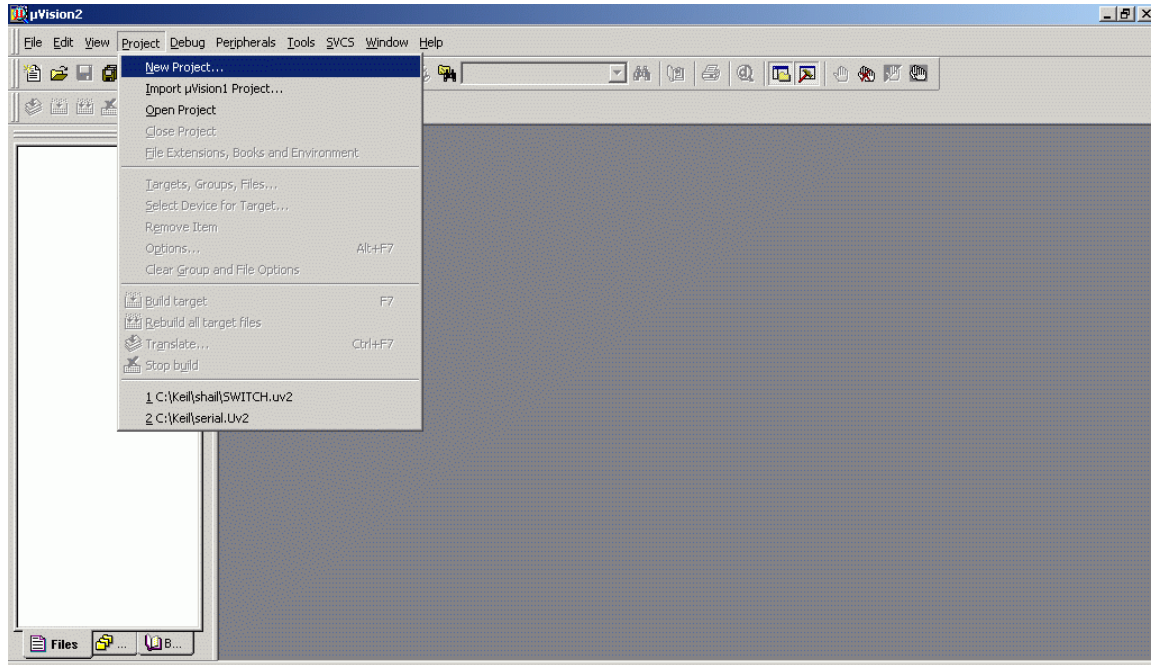 µVision2
File Edit View Project Debug Peripherals Tools SVCS Window Help
New Project...
Import µVision1 Project...
Open Project
Close Project
File Extensions, Books and Environment
Targets, Groups, Files...
Select Device for Target...
Remove Item
Options... Alt+F7
Clear Group and File Options
Build target F7
Rebuild all target files
Translate... Ctrl+F7
Stop build
1 C:\Keil\shail\SWITCH.uv2
2 C:\Keil\serial.Uv2
Files ... B...